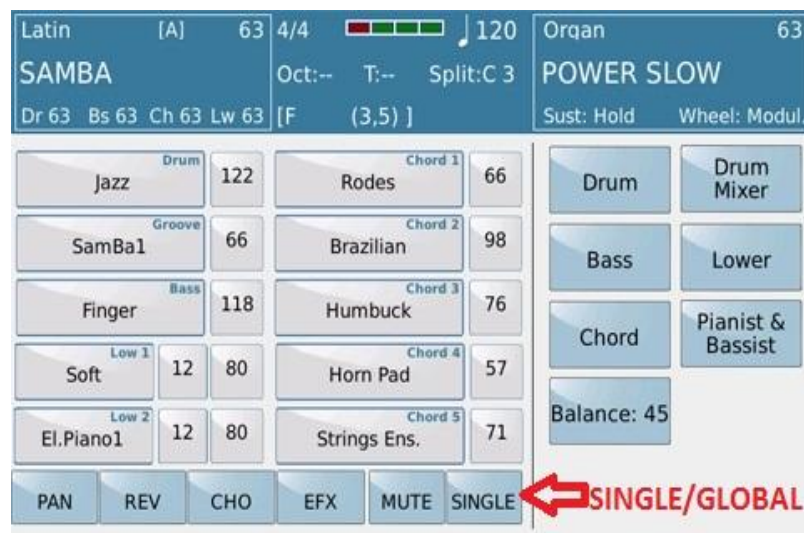 Latin [A] 63 4/4 120 Orqan 63
SAMBA Oct:-- T:-- Split:C 3 POWER SLOW
Dr 63 Bs 63 Ch 63 Lw 63 [F (3,5) ] Sust: Hold Wheel: Modul.
Drum
Jazz 122
Chord 1
Rodes 66
Groove
SamBa1 66
Chord 2
Brazilian 98
Bass
Finger 118
Chord 3
Humbuck 76
Low 1
Soft 12 80
Chord 4
Horn Pad 57
Low 2
El.Piano1 12 80
Chord 5
Strings Ens. 71
Drum
Drum
Mixer
Bass
Lower
Chord
Pianist &
Bassist
Balance: 45
PAN REV CHO EFX MUTE SINGLE SINGLE/GLOBAL